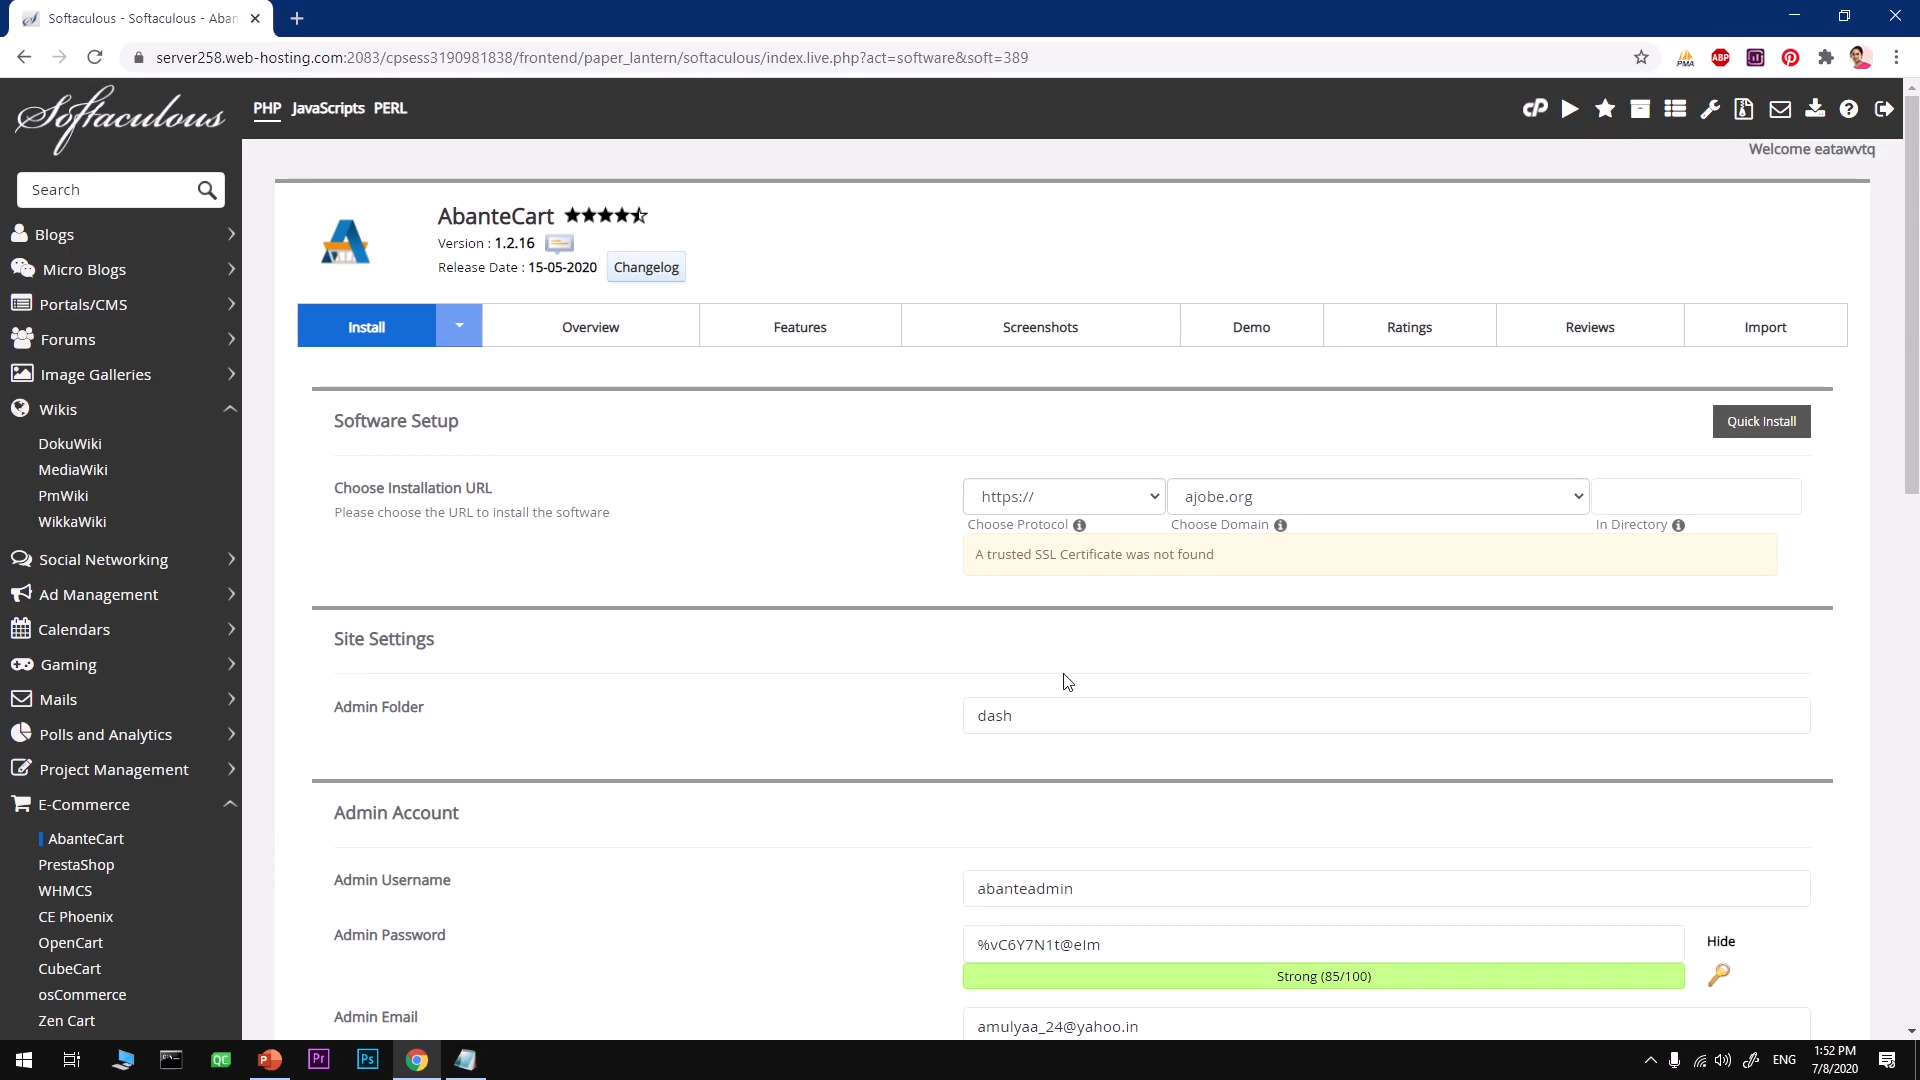 Softaculous - Softaculous - Aban
server258.web-hosting.com:2083/cpsess3190981838/frontend/paper_lantern/softaculous/index.live.php?act=software&soft=389
PMA
ABP
Softaculous
PHP JavaScripts PERL
cP
Welcome eatawvtq
Search
Blogs
Micro Blogs
Portals/CMS
Forums
Image Galleries
Wikis
DokuWiki
MediaWiki
PmWiki
WikkaWiki
Social Networking
Ad Management
Calendars
Gaming
Mails
Polls and Analytics
Project Management
E-Commerce
AbanteCart
PrestaShop
WHMCS
CE Phoenix
OpenCart
CubeCart
osCommerce
Zen Cart
AbanteCart
Version : 1.2.16
Release Date : 15-05-2020 Changelog
Install Overview Features Screenshots Demo Ratings Reviews Import
Software Setup
Quick Install
Choose Installation URL
Please choose the URL to install the software
https:// ajobe.org
Choose Protocol Choose Domain In Directory
A trusted SSL Certificate was not found
Site Settings
Admin Folder
dash
Admin Account
Admin Username
abanteadmin
Admin Password
%vC6Y7N1t@eIm
Hide
Strong (85/100)
Admin Email
amulyaa_24@yahoo.in
QC
P
Pr
Ps
ENG
1:52 PM
7/8/2020